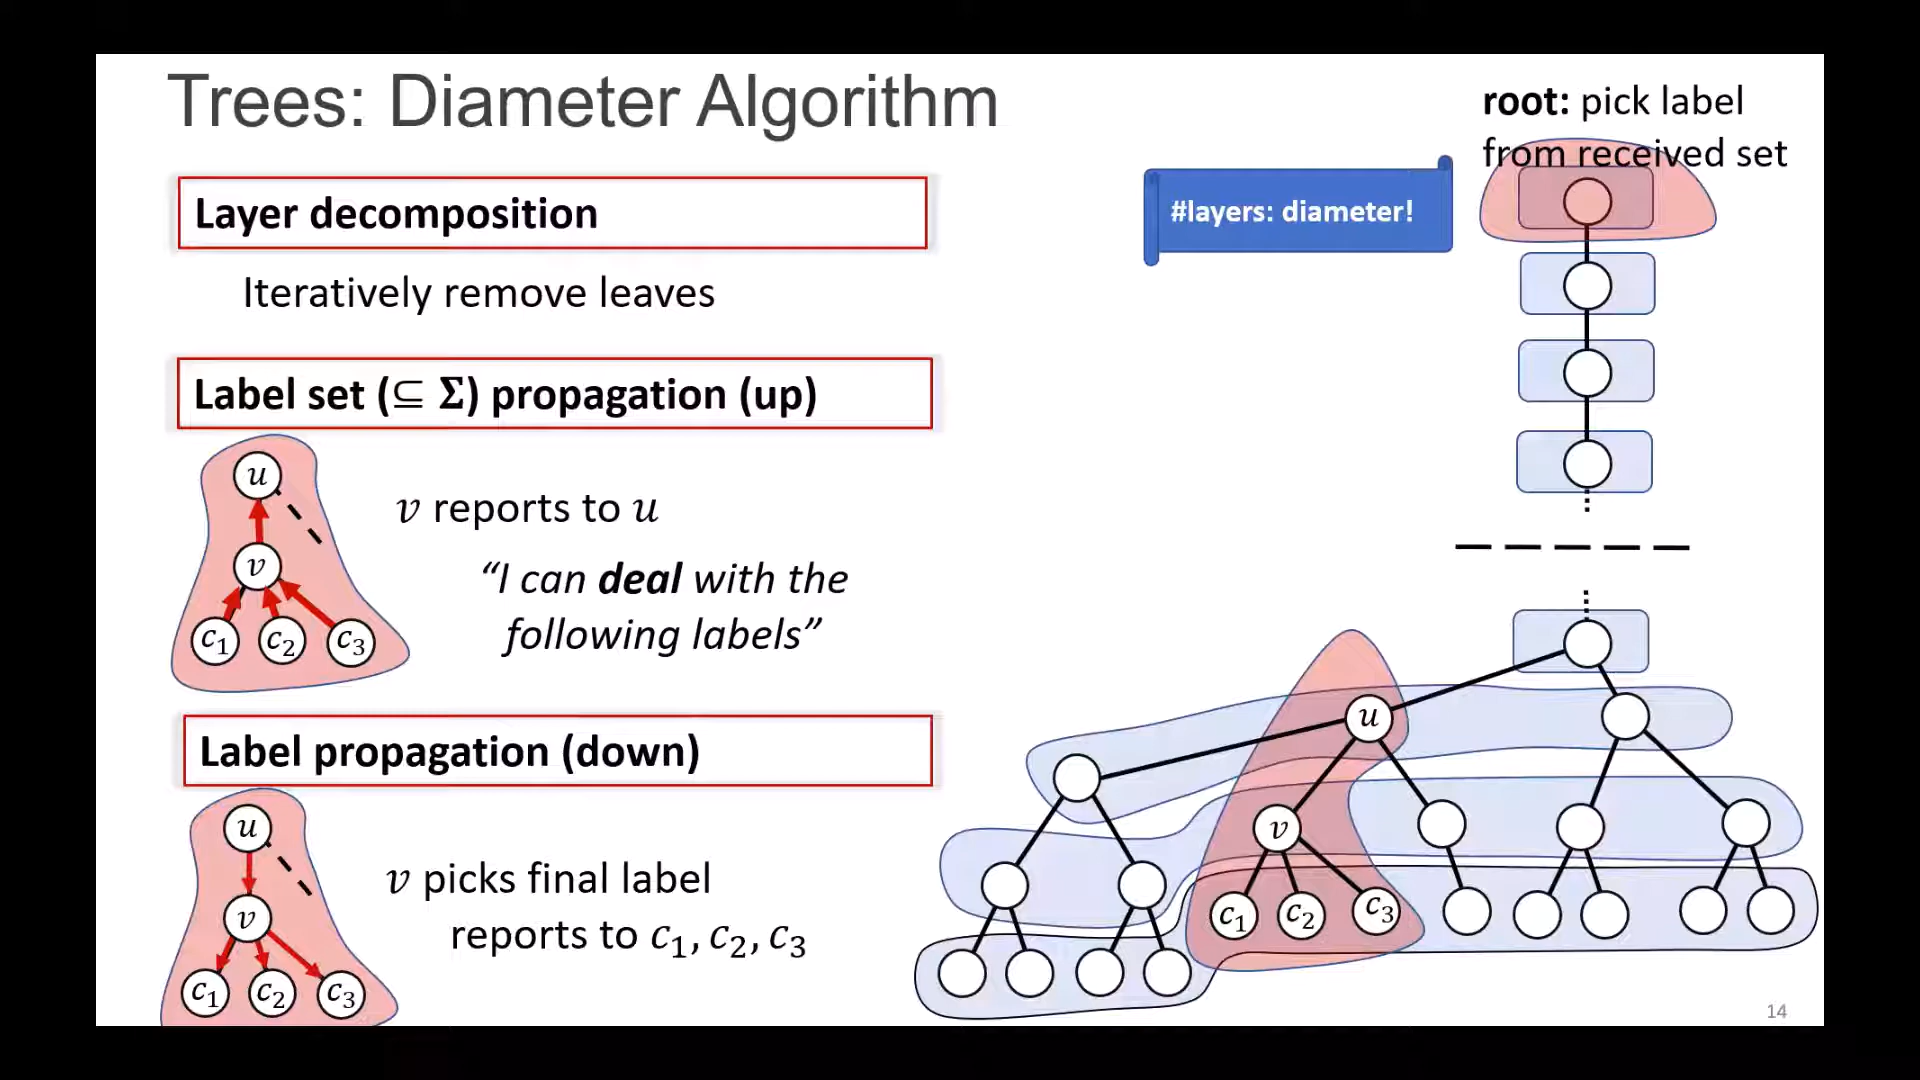 Trees: Diameter Algorithm
root: pick label
from received set
#layers: diameter!
Layer decomposition
Iteratively remove leaves
Label set (⊆ Σ) propagation (up)
u
v
c₁ c₂ c₃
v reports to u
“I can deal with the
following labels”
Label propagation (down)
u
v
c₁ c₂ c₃
v picks final label
reports to c₁, c₂, c₃
u
v
c₁ c₂ c₃
14